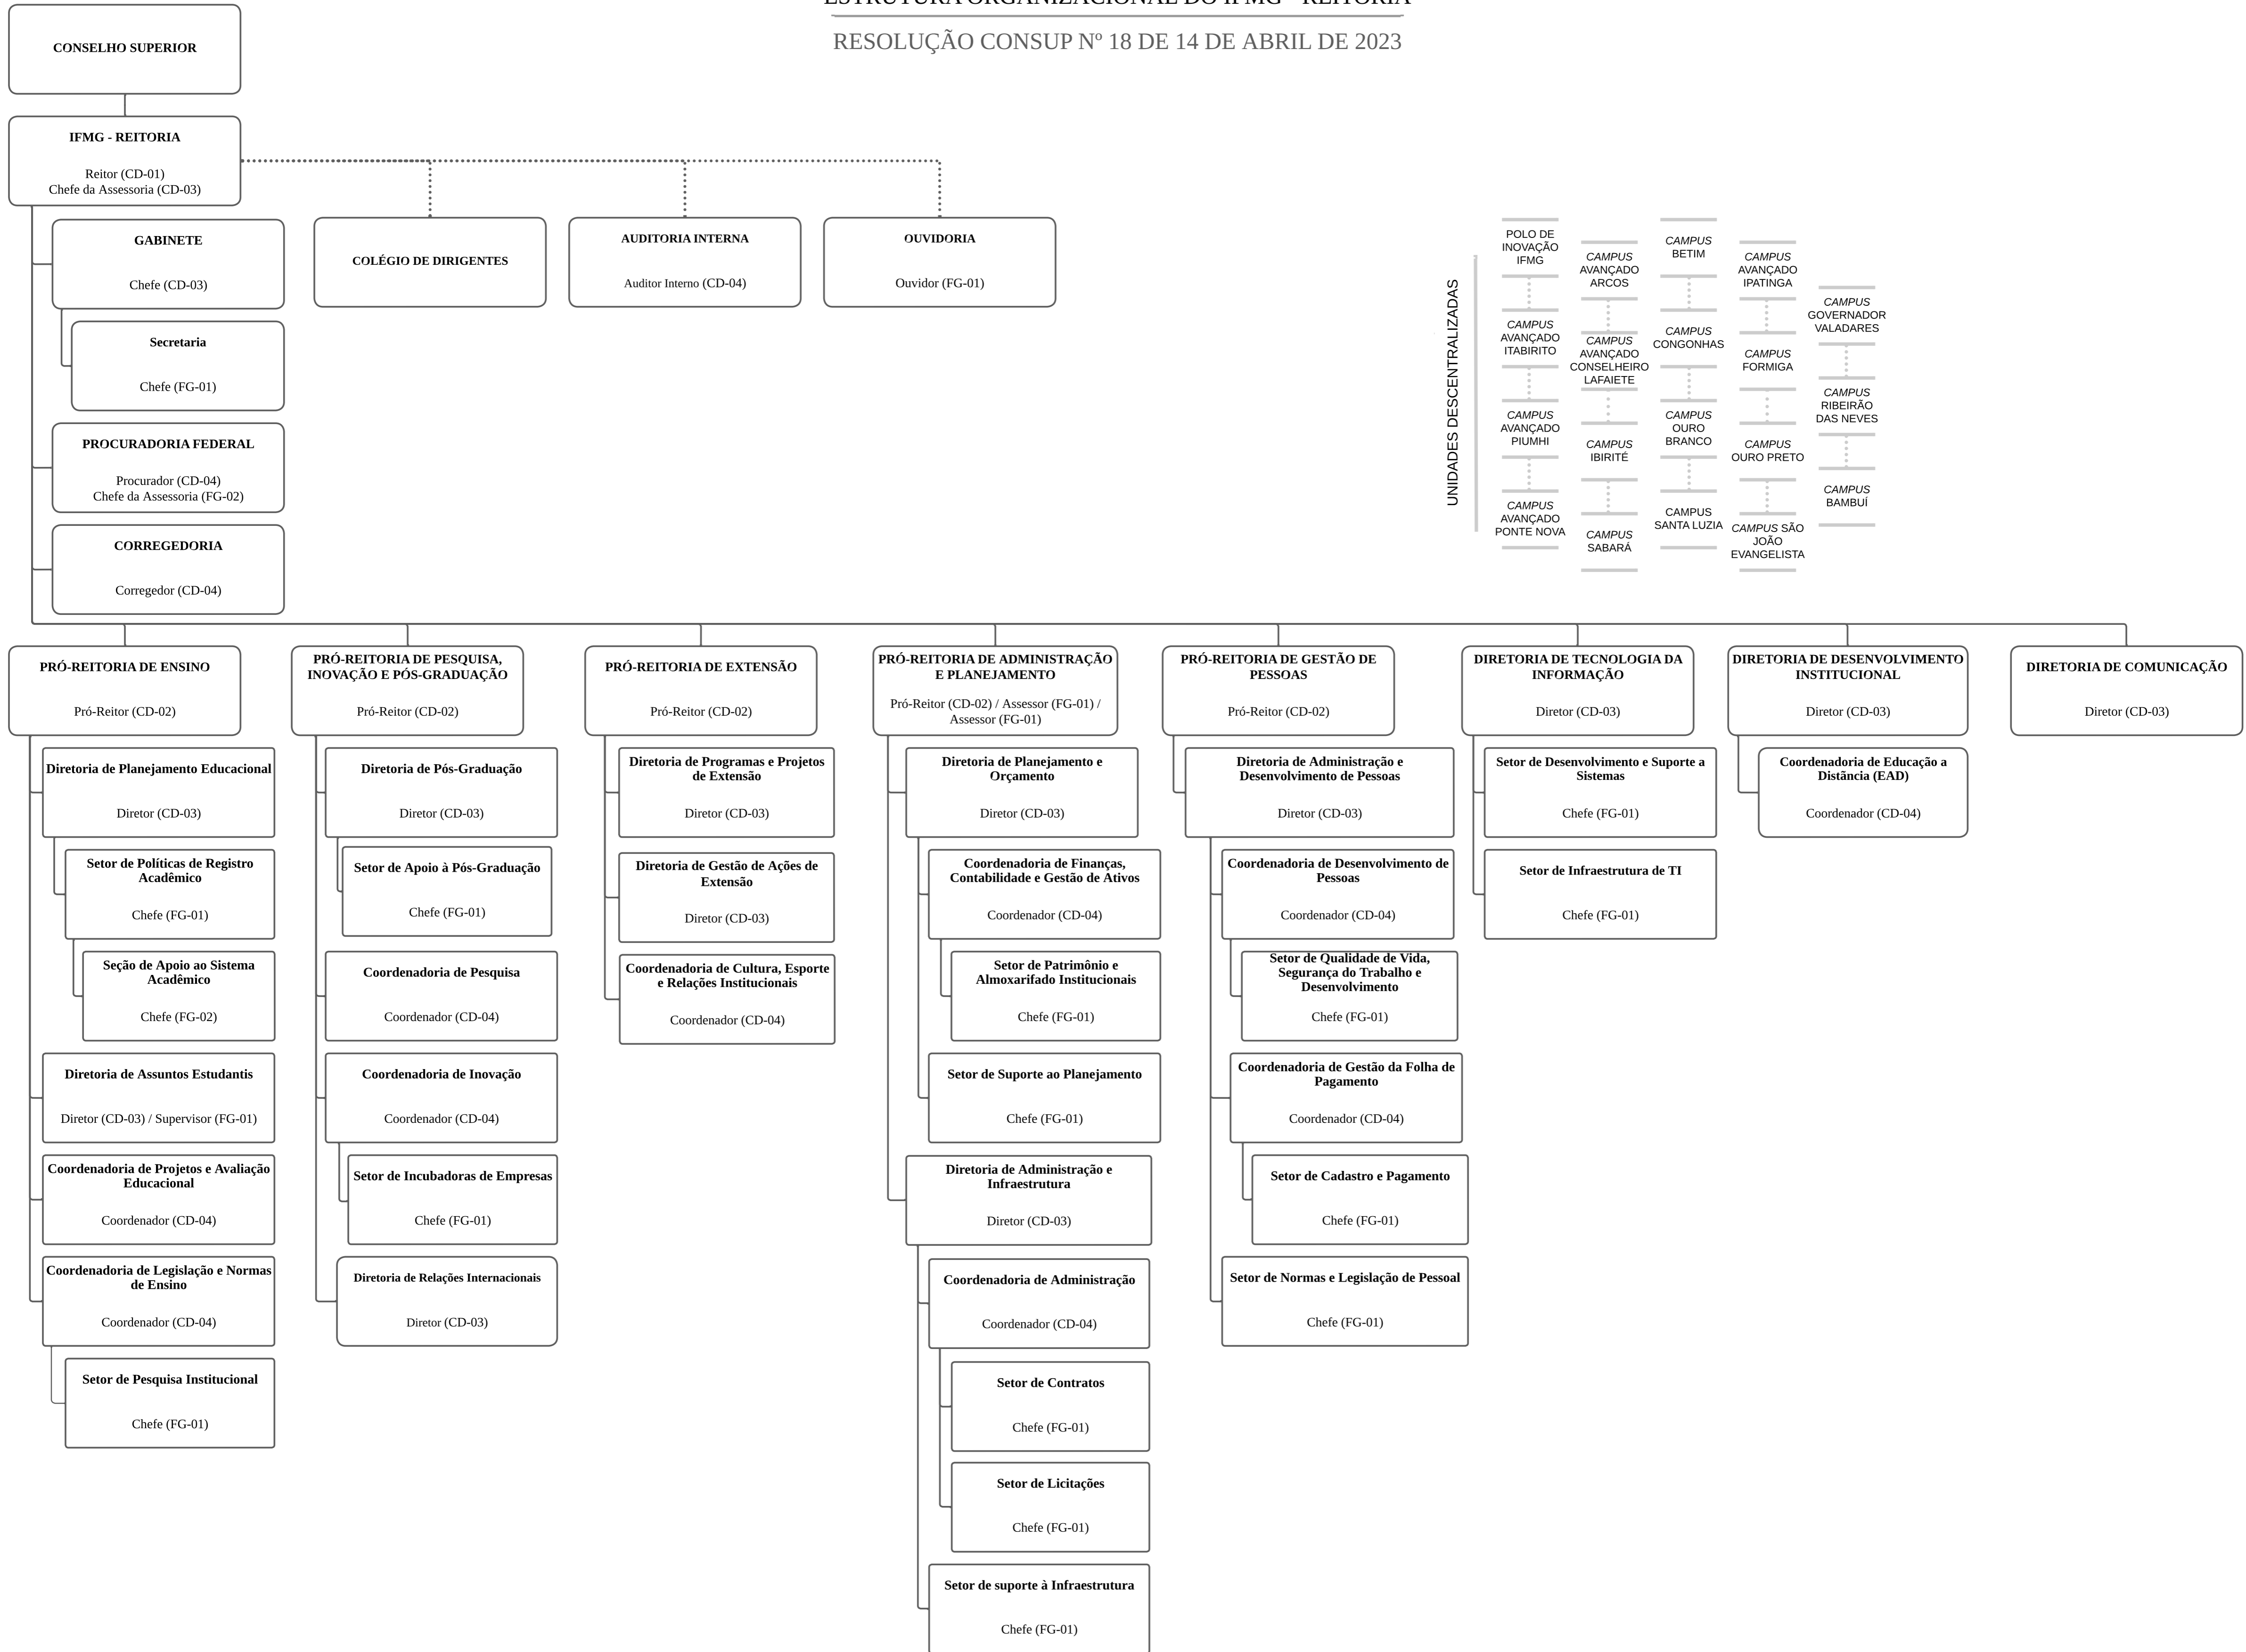 ESTRUTURA ORGANIZACIONAL DO IFMG - REITORIA
RESOLUÇÃO CONSUP Nº 18 DE 14 DE ABRIL DE 2023
CONSELHO SUPERIOR
IFMG - REITORIA
Reitor (CD-01)
Chefe da Assessoria (CD-03)
GABINETE
Chefe (CD-03)
COLÉGIO DE DIRIGENTES
AUDITORIA INTERNA
Auditor Interno (CD-04)
OUVIDORIA
Ouvidor (FG-01)
Secretaria
Chefe (FG-01)
PROCURADORIA FEDERAL
Procurador (CD-04)
Chefe da Assessoria (FG-02)
CORREGEDORIA
Corregedor (CD-04)
UNIDADES DESCENTRALIZADAS
POLO DE
INOVAÇÃO
IFMG
CAMPUS
AVANÇADO
ITABIRITO
CAMPUS
AVANÇADO
PIUMHI
CAMPUS
AVANÇADO
PONTE NOVA
CAMPUS
AVANÇADO
ARCOS
CAMPUS
AVANÇADO
CONSELHEIRO
LAFAIETE
CAMPUS
IBIRITÉ
CAMPUS
SABARÁ
CAMPUS
BETIM
CAMPUS
CONGONHAS
CAMPUS
OURO
BRANCO
CAMPUS
SANTA LUZIA
CAMPUS
AVANÇADO
IPATINGA
CAMPUS
FORMIGA
CAMPUS
OURO PRETO
CAMPUS SÃO
JOÃO
EVANGELISTA
CAMPUS
GOVERNADOR
VALADARES
CAMPUS
RIBEIRÃO
DAS NEVES
CAMPUS
BAMBUÍ
PRÓ-REITORIA DE ENSINO
Pró-Reitor (CD-02)
Diretoria de Planejamento Educacional
Diretor (CD-03)
Setor de Políticas de Registro
Acadêmico
Chefe (FG-01)
Seção de Apoio ao Sistema
Acadêmico
Chefe (FG-02)
Diretoria de Assuntos Estudantis
Diretor (CD-03) / Supervisor (FG-01)
Coordenadoria de Projetos e Avaliação
Educacional
Coordenador (CD-04)
Coordenadoria de Legislação e Normas
de Ensino
Coordenador (CD-04)
Setor de Pesquisa Institucional
Chefe (FG-01)
PRÓ-REITORIA DE PESQUISA,
INOVAÇÃO E PÓS-GRADUAÇÃO
Pró-Reitor (CD-02)
Diretoria de Pós-Graduação
Diretor (CD-03)
Setor de Apoio à Pós-Graduação
Chefe (FG-01)
Coordenadoria de Pesquisa
Coordenador (CD-04)
Coordenadoria de Inovação
Coordenador (CD-04)
Setor de Incubadoras de Empresas
Chefe (FG-01)
Diretoria de Relações Internacionais
Diretor (CD-03)
PRÓ-REITORIA DE EXTENSÃO
Pró-Reitor (CD-02)
Diretoria de Programas e Projetos
de Extensão
Diretor (CD-03)
Diretoria de Gestão de Ações de
Extensão
Diretor (CD-03)
Coordenadoria de Cultura, Esporte
e Relações Institucionais
Coordenador (CD-04)
PRÓ-REITORIA DE ADMINISTRAÇÃO
E PLANEJAMENTO
Pró-Reitor (CD-02) / Assessor (FG-01) /
Assessor (FG-01)
Diretoria de Planejamento e
Orçamento
Diretor (CD-03)
Coordenadoria de Finanças,
Contabilidade e Gestão de Ativos
Coordenador (CD-04)
Setor de Patrimônio e
Almoxarifado Institucionais
Chefe (FG-01)
Setor de Suporte ao Planejamento
Chefe (FG-01)
Diretoria de Administração e
Infraestrutura
Diretor (CD-03)
Coordenadoria de Administração
Coordenador (CD-04)
Setor de Contratos
Chefe (FG-01)
Setor de Licitações
Chefe (FG-01)
Setor de suporte à Infraestrutura
Chefe (FG-01)
PRÓ-REITORIA DE GESTÃO DE
PESSOAS
Pró-Reitor (CD-02)
Diretoria de Administração e
Desenvolvimento de Pessoas
Diretor (CD-03)
Coordenadoria de Desenvolvimento de
Pessoas
Coordenador (CD-04)
Setor de Qualidade de Vida,
Segurança do Trabalho e
Desenvolvimento
Chefe (FG-01)
Coordenadoria de Gestão da Folha de
Pagamento
Coordenador (CD-04)
Setor de Cadastro e Pagamento
Chefe (FG-01)
Setor de Normas e Legislação de Pessoal
Chefe (FG-01)
DIRETORIA DE TECNOLOGIA DA
INFORMAÇÃO
Diretor (CD-03)
Setor de Desenvolvimento e Suporte a
Sistemas
Chefe (FG-01)
Setor de Infraestrutura de TI
Chefe (FG-01)
DIRETORIA DE DESENVOLVIMENTO
INSTITUCIONAL
Diretor (CD-03)
Coordenadoria de Educação a
Distância (EAD)
Coordenador (CD-04)
DIRETORIA DE COMUNICAÇÃO
Diretor (CD-03)